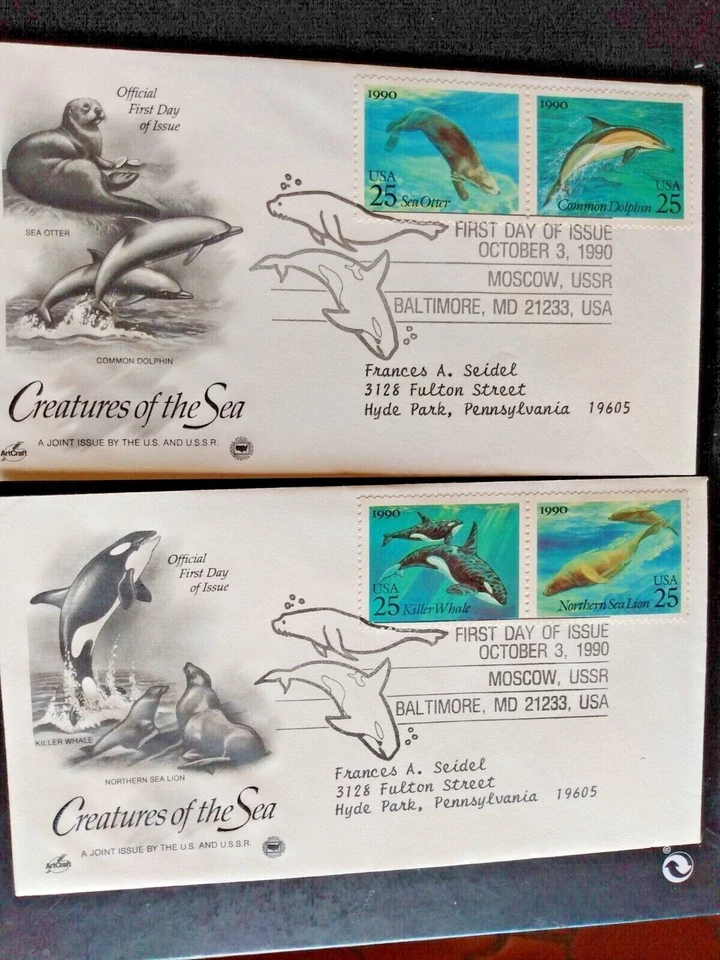 Official
First Day
of Issue
1990
USA
25 Sea Otter
1990
USA
Common Dolphin 25
SEA OTTER
FIRST DAY OF ISSUE
OCTOBER 3, 1990
MOSCOW, USSR
BALTIMORE, MD 21233, USA
COMMON DOLPHIN
Frances A. Seidel
3128 Fulton Street
Hyde Park, Pennsylvania 19605
Creatures of the Sea
A JOINT ISSUE BY THE U.S. AND U.S.S.R.
ArtCraft
Official
First Day
of Issue
1990
USA
25 Killer Whale
1990
USA
Northern Sea Lion 25
FIRST DAY OF ISSUE
OCTOBER 3, 1990
MOSCOW, USSR
BALTIMORE, MD 21233, USA
KILLER WHALE
NORTHERN SEA LION
Frances A. Seidel
3128 Fulton Street
Hyde Park, Pennsylvania 19605
Creatures of the Sea
A JOINT ISSUE BY THE U.S. AND U.S.S.R.
ArtCraft
®